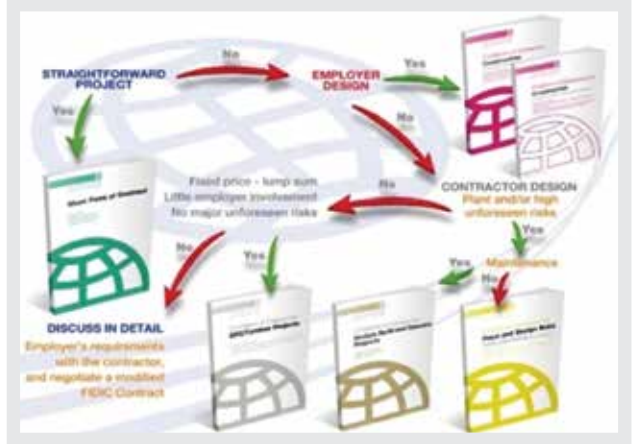 No
STRAIGHTFORWARD
PROJECT
EMPLOYER
DESIGN
Yes
Yes
No
Short Form of Contract
Fixed price - lump sum
Little employer involvement
No major unforeseen risks
No
CONTRACTOR DESIGN
Plant and/or high
unforeseen risks
Yes
No
Yes
Yes
Maintenance
No
DISCUSS IN DETAIL
Employer's requirements
with the contractor,
and negotiate a modified
FIDIC Contract
EPC/Turnkey Projects
Design, Build and Operate
Projects
Plant and Design-Build